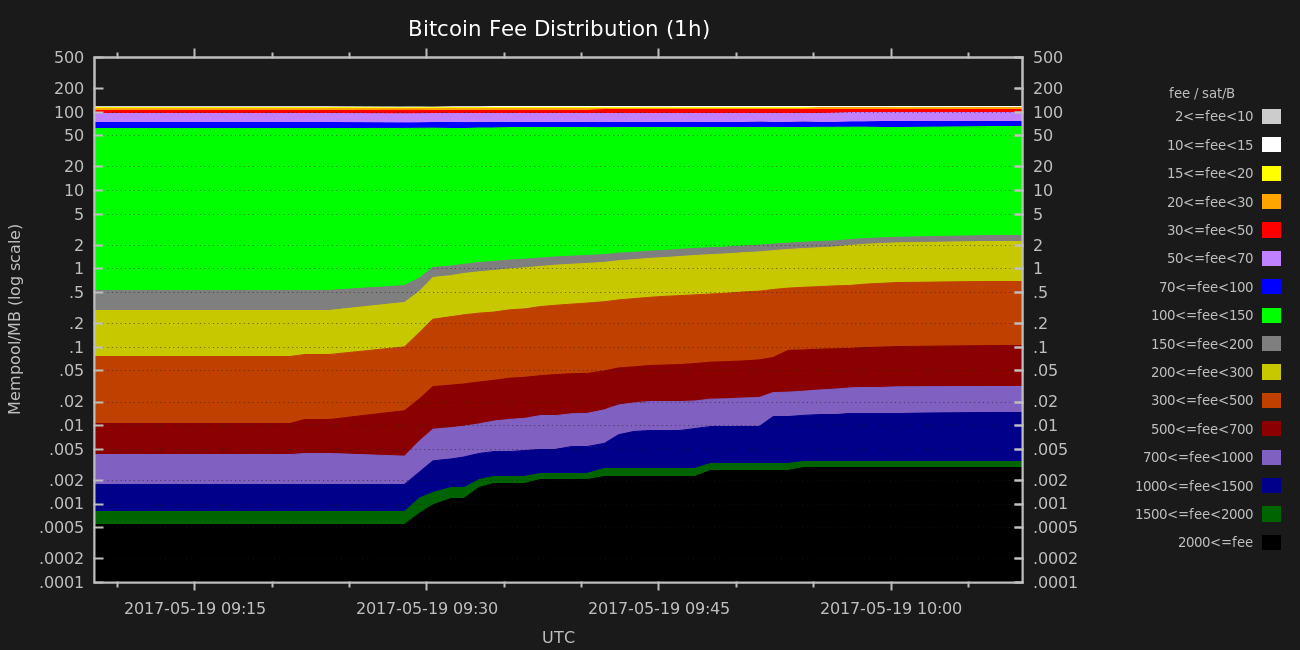 Bitcoin Fee Distribution (1h)
500
200
100
50
20
10
5
2
1
.5
.2
.1
.05
.02
.01
.005
.002
.001
.0005
.0002
.0001
Mempool/MB (log scale)
500
200
100
50
20
10
5
2
1
.5
.2
.1
.05
.02
.01
.005
.002
.001
.0005
.0002
.0001
2017-05-19 09:15
2017-05-19 09:30
2017-05-19 09:45
2017-05-19 10:00
UTC
fee / sat/B
2<=fee<10
10<=fee<15
15<=fee<20
20<=fee<30
30<=fee<50
50<=fee<70
70<=fee<100
100<=fee<150
150<=fee<200
200<=fee<300
300<=fee<500
500<=fee<700
700<=fee<1000
1000<=fee<1500
1500<=fee<2000
2000<=fee